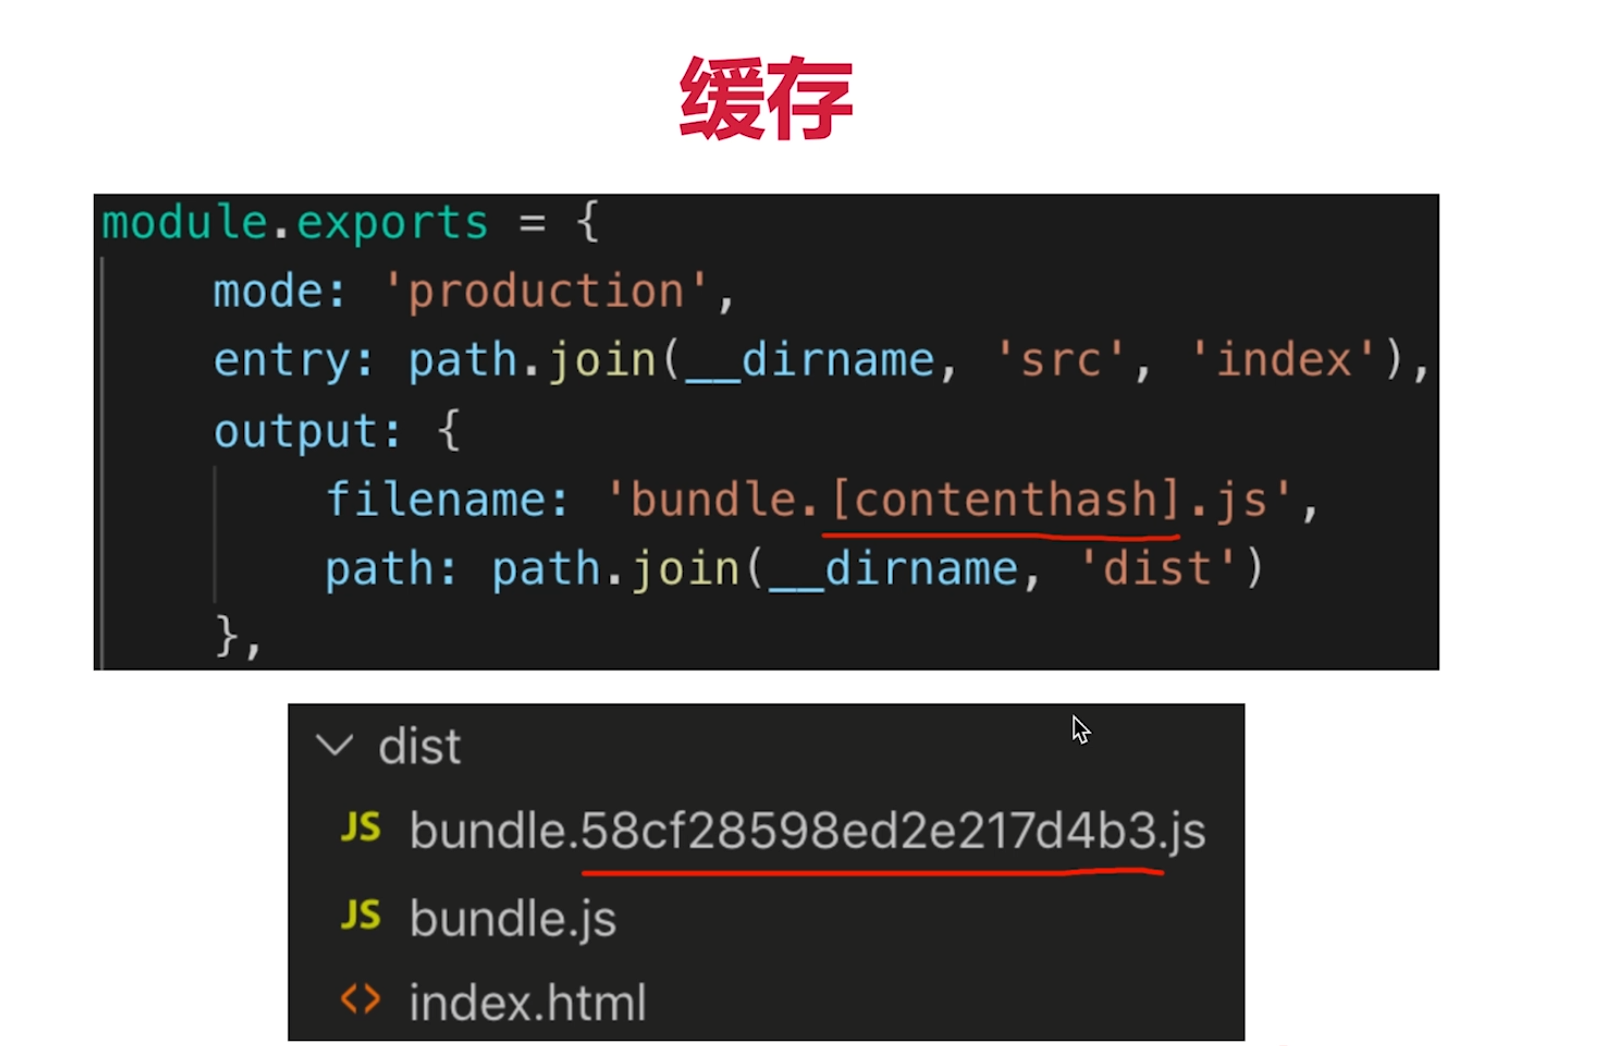 缓存
module.exports = {
mode: 'production',
entry: path.join(__dirname, 'src', 'index'),
output: {
filename: 'bundle.[contenthash].js',
path: path.join(__dirname, 'dist')
},
dist
JS bundle.58cf28598ed2e217d4b3.js
JS bundle.js
<> index.html